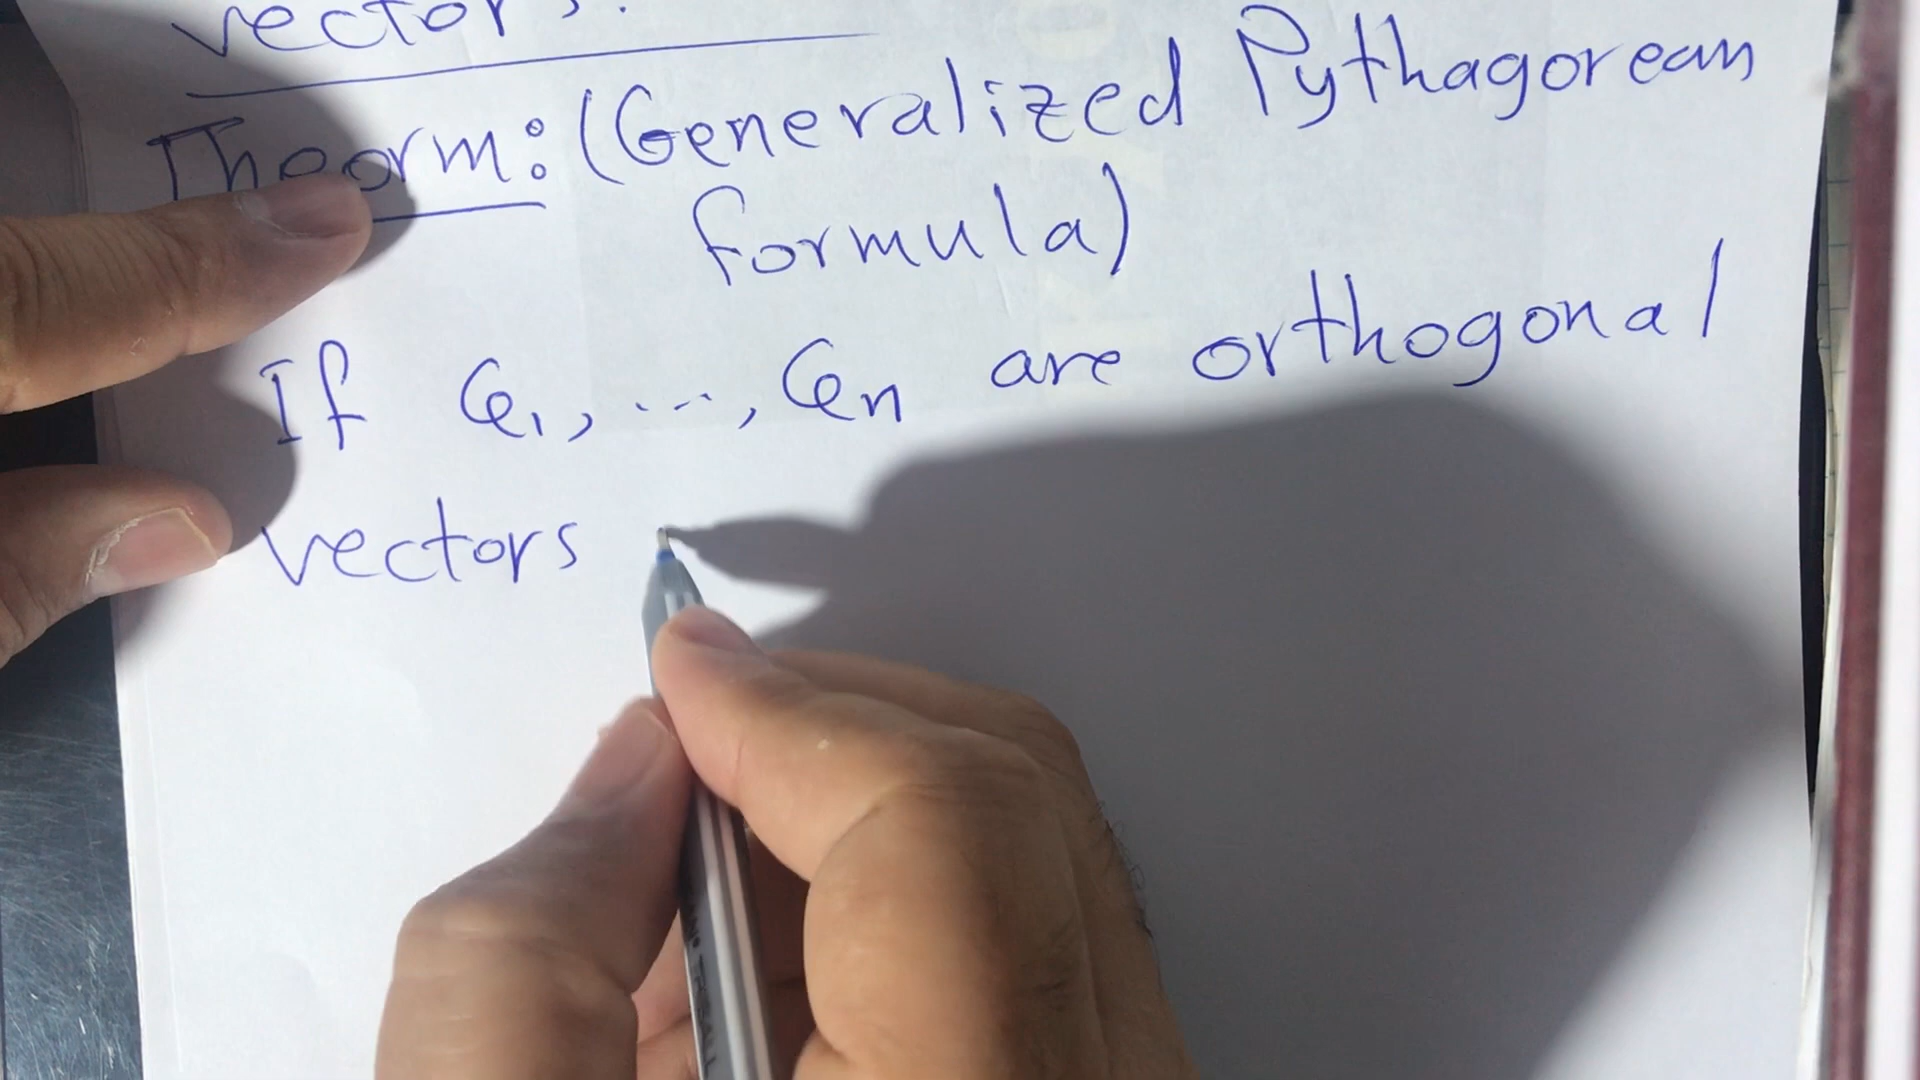 vectors.
Theorm: (Generalized Pythagorean
formula)
If e1, ..., en are orthogonal
vectors